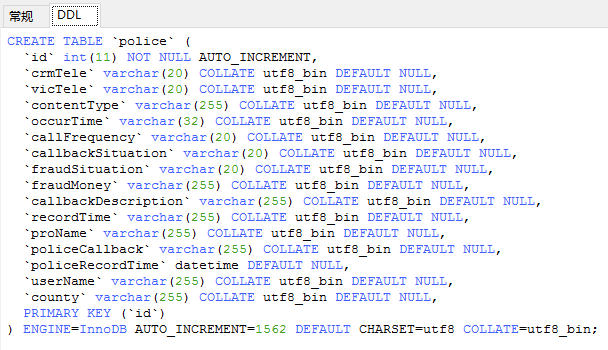 常规 DDL
CREATE TABLE `police` (
  `id` int(11) NOT NULL AUTO_INCREMENT,
  `crmTele` varchar(20) COLLATE utf8_bin DEFAULT NULL,
  `vicTele` varchar(20) COLLATE utf8_bin DEFAULT NULL,
  `contentType` varchar(255) COLLATE utf8_bin DEFAULT NULL,
  `occurTime` varchar(32) COLLATE utf8_bin DEFAULT NULL,
  `callFrequency` varchar(20) COLLATE utf8_bin DEFAULT NULL,
  `callbackSituation` varchar(20) COLLATE utf8_bin DEFAULT NULL,
  `fraudSituation` varchar(20) COLLATE utf8_bin DEFAULT NULL,
  `fraudMoney` varchar(255) COLLATE utf8_bin DEFAULT NULL,
  `callbackDescription` varchar(255) COLLATE utf8_bin DEFAULT NULL,
  `recordTime` varchar(255) COLLATE utf8_bin DEFAULT NULL,
  `proName` varchar(255) COLLATE utf8_bin DEFAULT NULL,
  `policeCallback` varchar(255) COLLATE utf8_bin DEFAULT NULL,
  `policeRecordTime` datetime DEFAULT NULL,
  `userName` varchar(255) COLLATE utf8_bin DEFAULT NULL,
  `county` varchar(255) COLLATE utf8_bin DEFAULT NULL,
  PRIMARY KEY (`id`)
) ENGINE=InnoDB AUTO_INCREMENT=1562 DEFAULT CHARSET=utf8 COLLATE=utf8_bin;